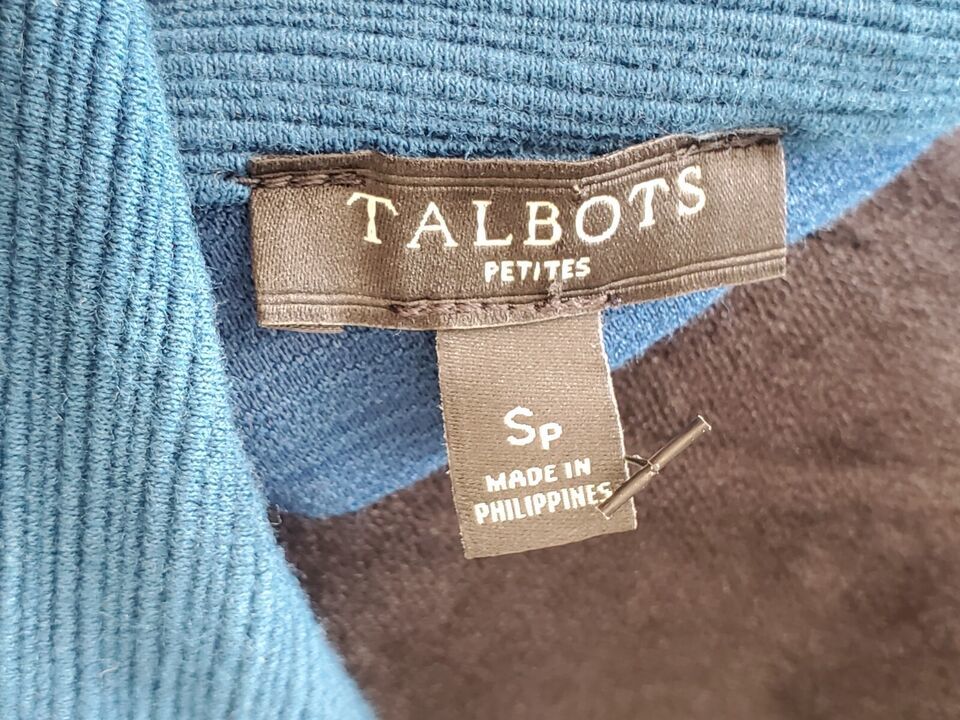 TALBOTS
PETITES
SP
MADE IN
PHILIPPINES